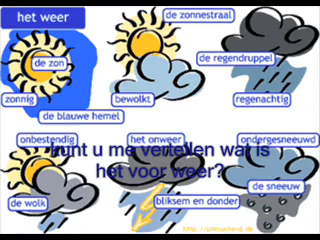 het weer
de zonnestraal
de zon
de regendruppel
zonnig
bewolkt
regenachtig
de blauwe hemel
onbestendig
het onweer
ondergesneeuwd
kunt u me vertellen wat is
het voor weer?
de sneeuw
de wolk
bliksem en donder